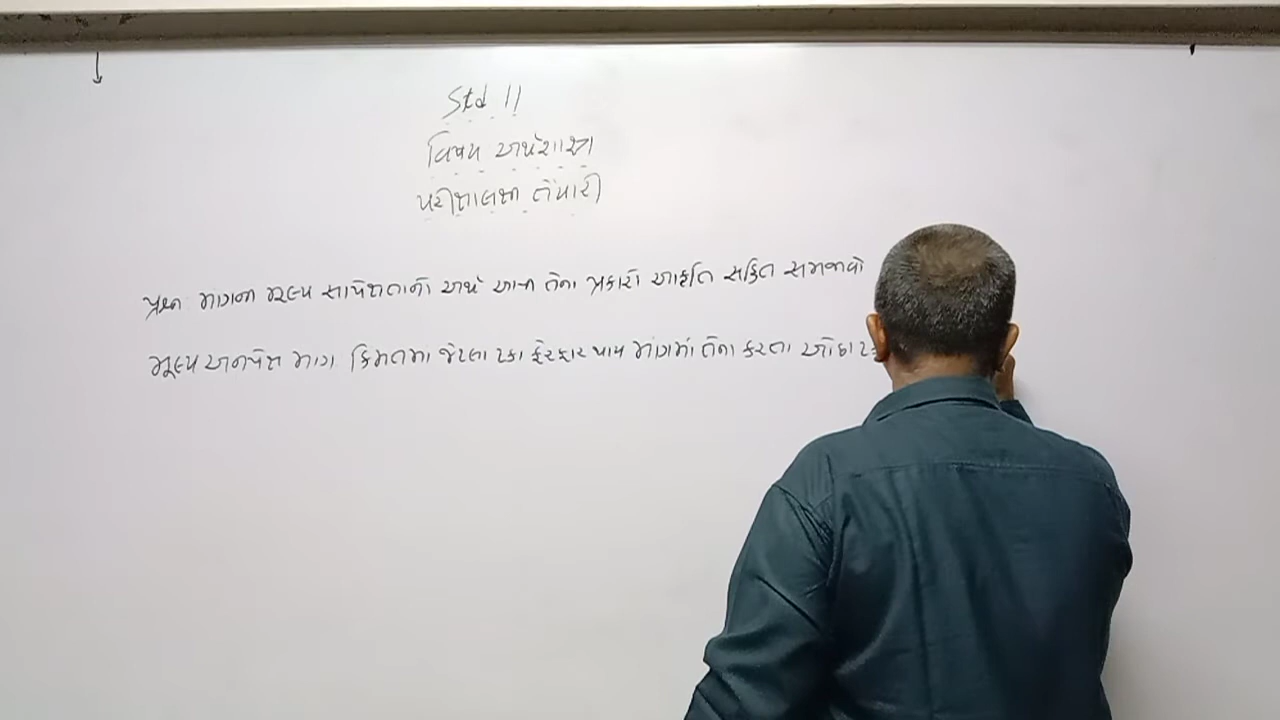 Std 11
વિષય અર્થશાસ્ત્ર
પરીક્ષાલક્ષી તૈયારી
પ્રશ્ન: માંગના મૂલ્ય સાપેક્ષતાનો અર્થ આપી તેના પ્રકારો આકૃતિ સહિત સમજાવો
મૂલ્ય અનપેક્ષ માંગ કિંમતમાં જેટલા ટકા ફેરફાર થાય માંગમાં તેના કરતા ઓછા